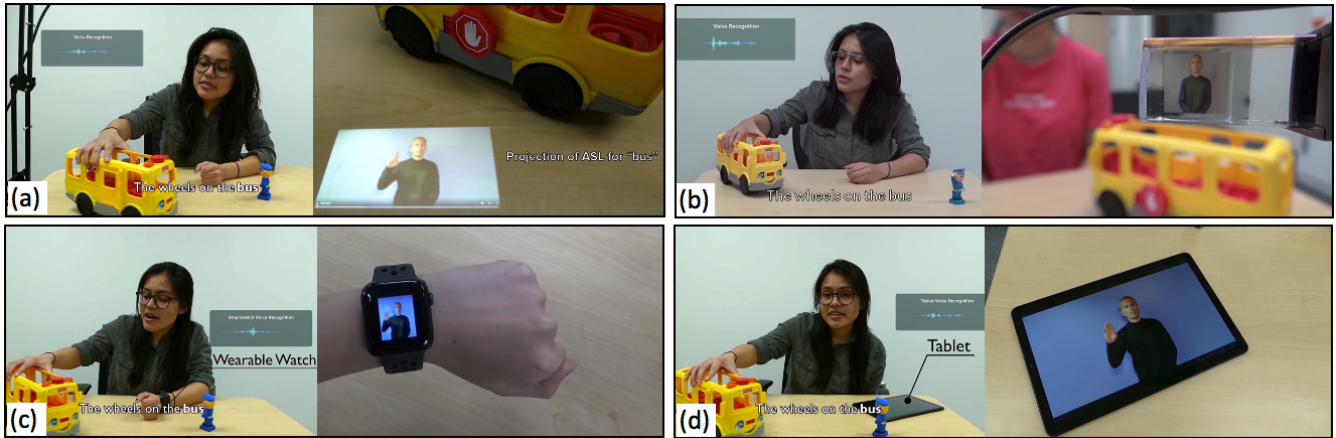 Voice Recognition
The wheels on the bus
(a)
Projection of ASL for "bus"
Voice Recognition
The wheels on the bus
(b)
Smartwatch Voice Recognition
Wearable Watch
The wheels on the bus
(c)
Tablet Voice Recognition
Tablet
The wheels on the bus
(d)